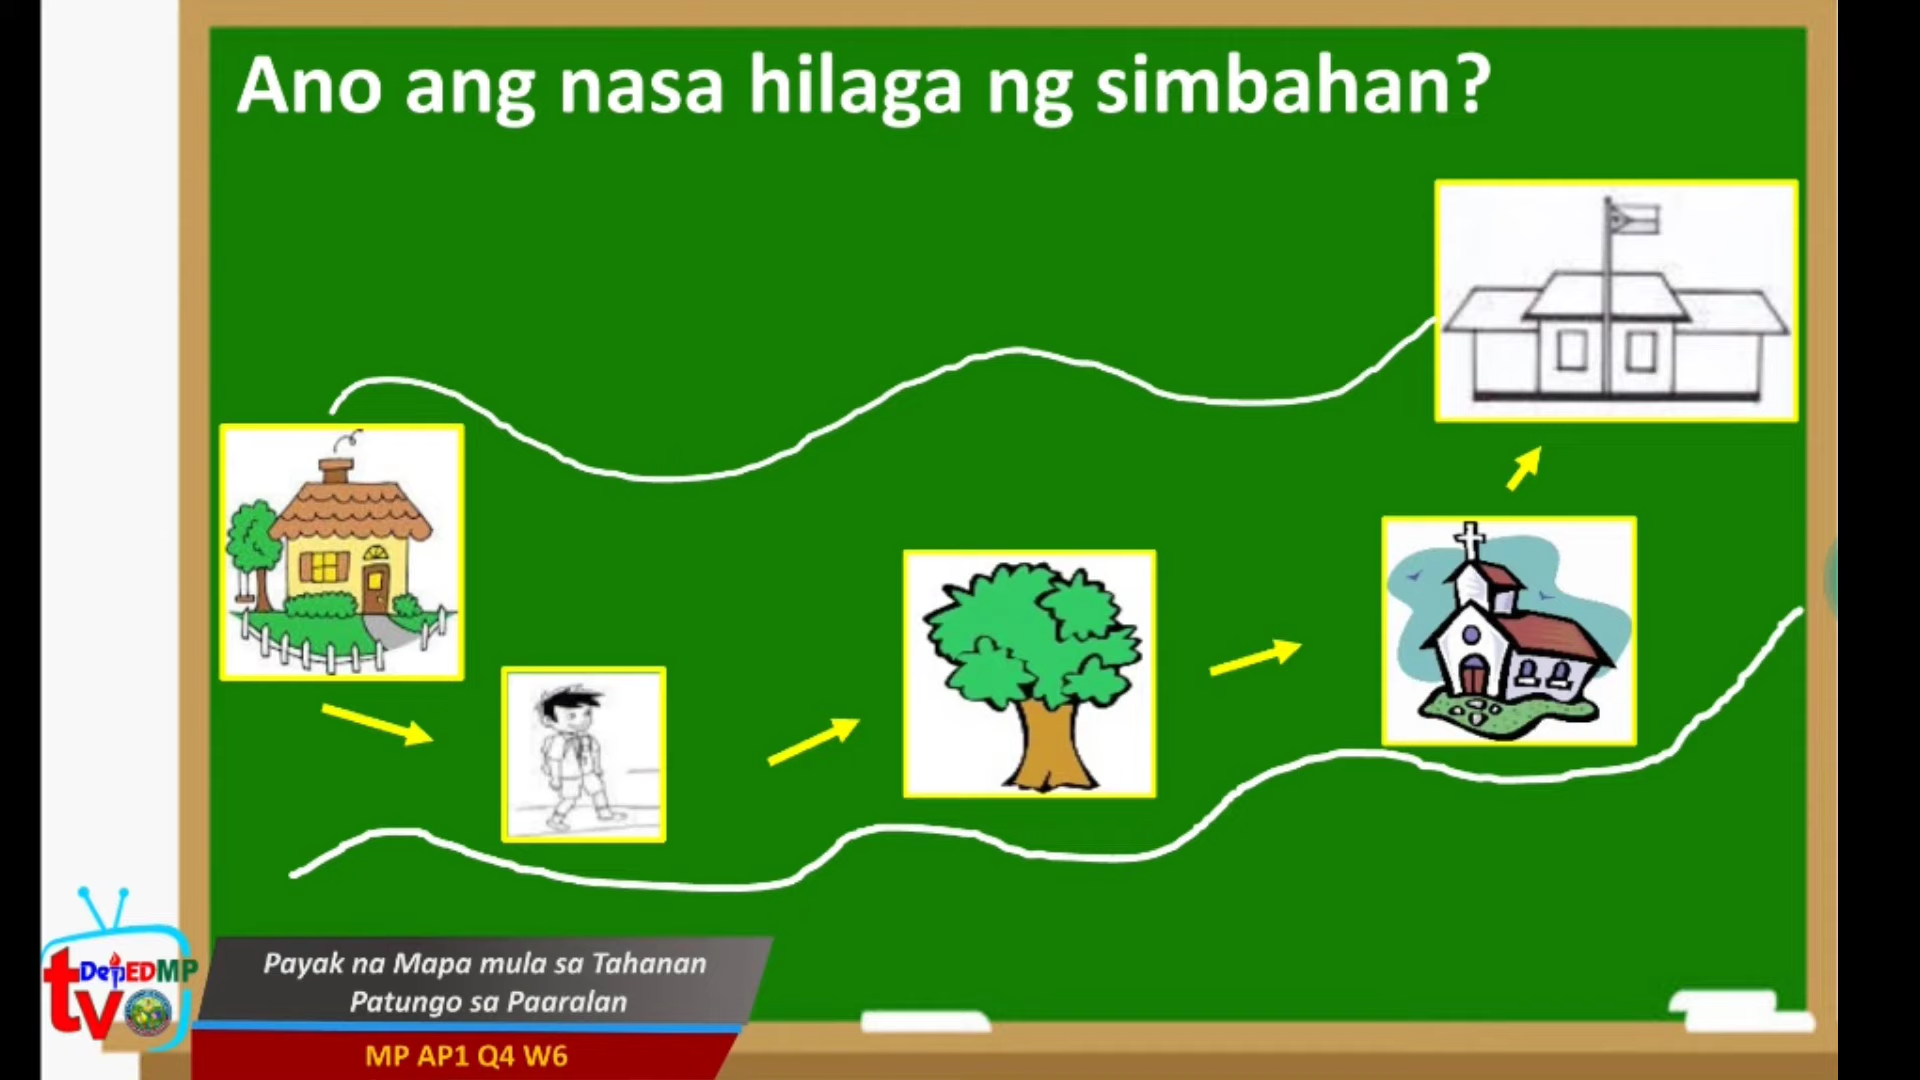 Ano ang nasa hilaga ng simbahan?
tv DepEDMP
Payak na Mapa mula sa Tahanan
Patungo sa Paaralan
MP AP1 Q4 W6